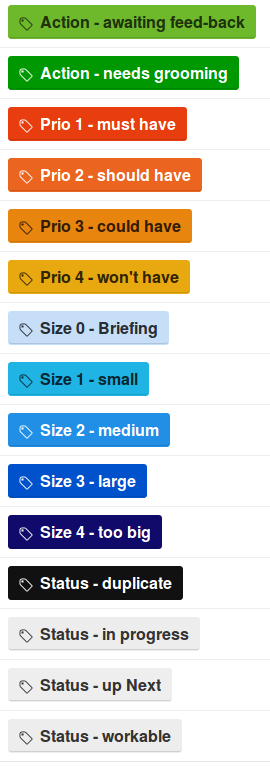 Action - awaiting feed-back
Action - needs grooming
Prio 1 - must have
Prio 2 - should have
Prio 3 - could have
Prio 4 - won't have
Size 0 - Briefing
Size 1 - small
Size 2 - medium
Size 3 - large
Size 4 - too big
Status - duplicate
Status - in progress
Status - up Next
Status - workable